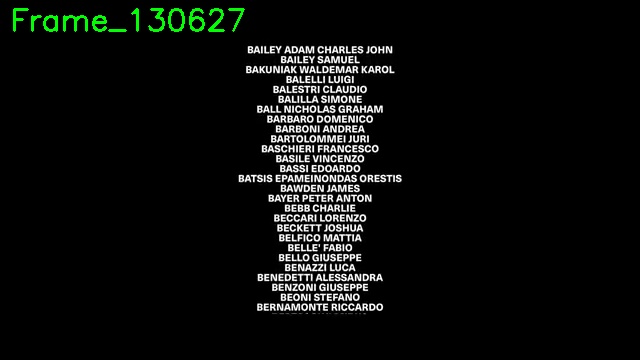 Frame_130627
BAILEY ADAM CHARLES JOHN
BAILEY SAMUEL
BAKUNIAK WALDEMAR KAROL
BALELLI LUIGI
BALESTRI CLAUDIO
BALILLA SIMONE
BALL NICHOLAS GRAHAM
BARBARO DOMENICO
BARBONI ANDREA
BARTOLOMMEI JURI
BASCHIERI FRANCESCO
BASILE VINCENZO
BASSI EDOARDO
BATSIS EPAMEINONDAS ORESTIS
BAWDEN JAMES
BAYER PETER ANTON
BEBB CHARLIE
BECCARI LORENZO
BECKETT JOSHUA
BELFICO MATTIA
BELLE' FABIO
BELLO GIUSEPPE
BENAZZI LUCA
BENEDETTI ALESSANDRA
BENZONI GIUSEPPE
BEONI STEFANO
BERNAMONTE RICCARDO